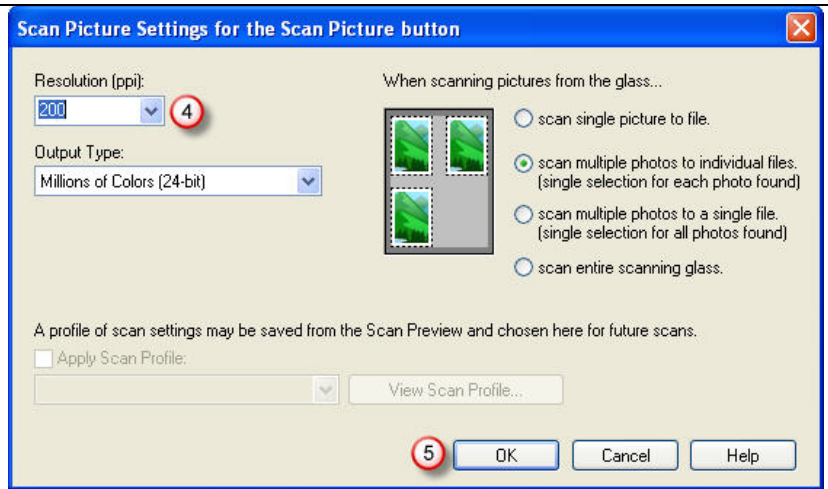 Scan Picture Settings for the Scan Picture button
Resolution (ppi):
200
4
Output Type:
Millions of Colors (24-bit)
When scanning pictures from the glass...
scan single picture to file.
scan multiple photos to individual files.
(single selection for each photo found)
scan multiple photos to a single file.
(single selection for all photos found)
scan entire scanning glass.
A profile of scan settings may be saved from the Scan Preview and chosen here for future scans.
Apply Scan Profile:
View Scan Profile...
5
OK
Cancel
Help